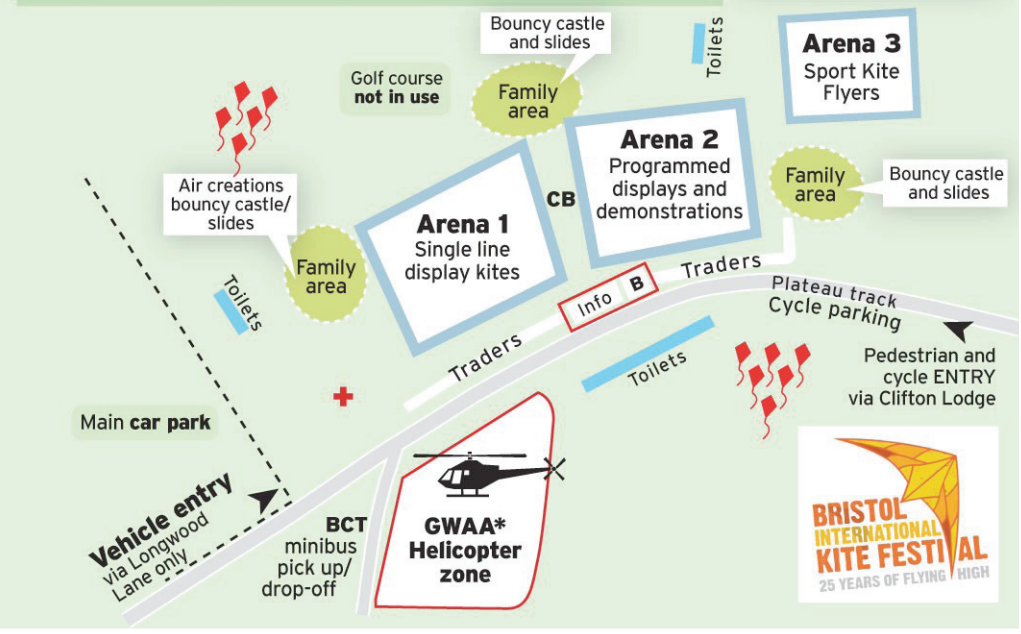 Bouncy castle
and slides
Toilets
Arena 3
Sport Kite
Flyers
Golf course
not in use
Family
area
Arena 2
Programmed
displays and
demonstrations
Air creations
bouncy castle/
slides
CB
Family
area
Bouncy castle
and slides
Arena 1
Single line
display kites
Family
area
Toilets
Info
B
Traders
Plateau track
Cycle parking
Traders
Toilets
Pedestrian and
cycle ENTRY
via Clifton Lodge
Main car park
Vehicle entry
via Longwood
Lane only
BCT
minibus
pick up/
drop-off
GWAA*
Helicopter
zone
BRISTOL
INTERNATIONAL
KITE FESTIVAL
25 YEARS OF FLYING HIGH